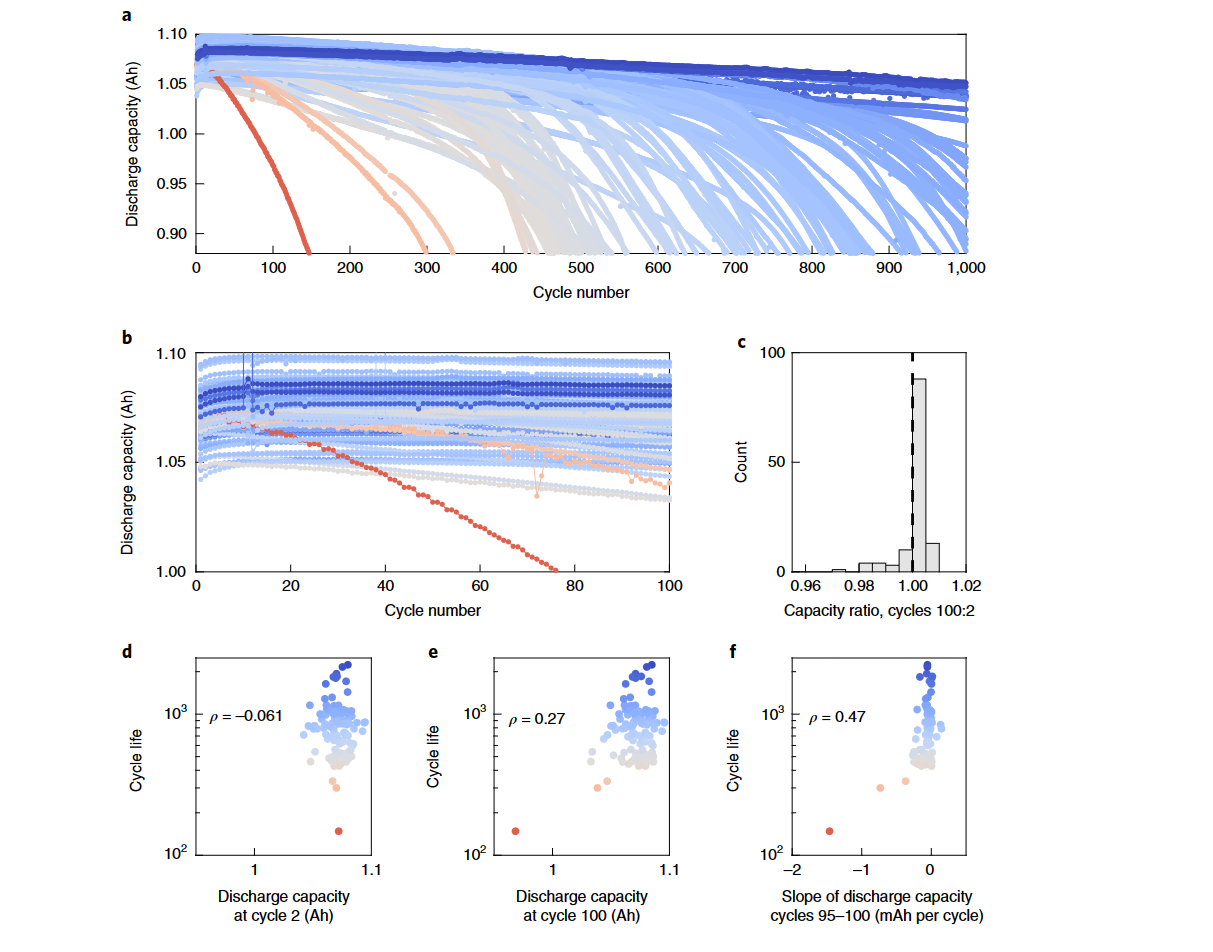 a
1.10
1.05
1.00
0.95
0.90
Discharge capacity (Ah)
0 100 200 300 400 500 600 700 800 900 1,000
Cycle number
b
1.10
1.05
1.00
Discharge capacity (Ah)
0 20 40 60 80 100
Cycle number
c
100
50
0
Count
0.96 0.98 1.00 1.02
Capacity ratio, cycles 100:2
d
10³
10²
Cycle life
ρ = –0.061
1 1.1
Discharge capacity
at cycle 2 (Ah)
e
10³
10²
Cycle life
ρ = 0.27
1 1.1
Discharge capacity
at cycle 100 (Ah)
f
10³
10²
Cycle life
ρ = 0.47
–2 –1 0
Slope of discharge capacity
cycles 95–100 (mAh per cycle)